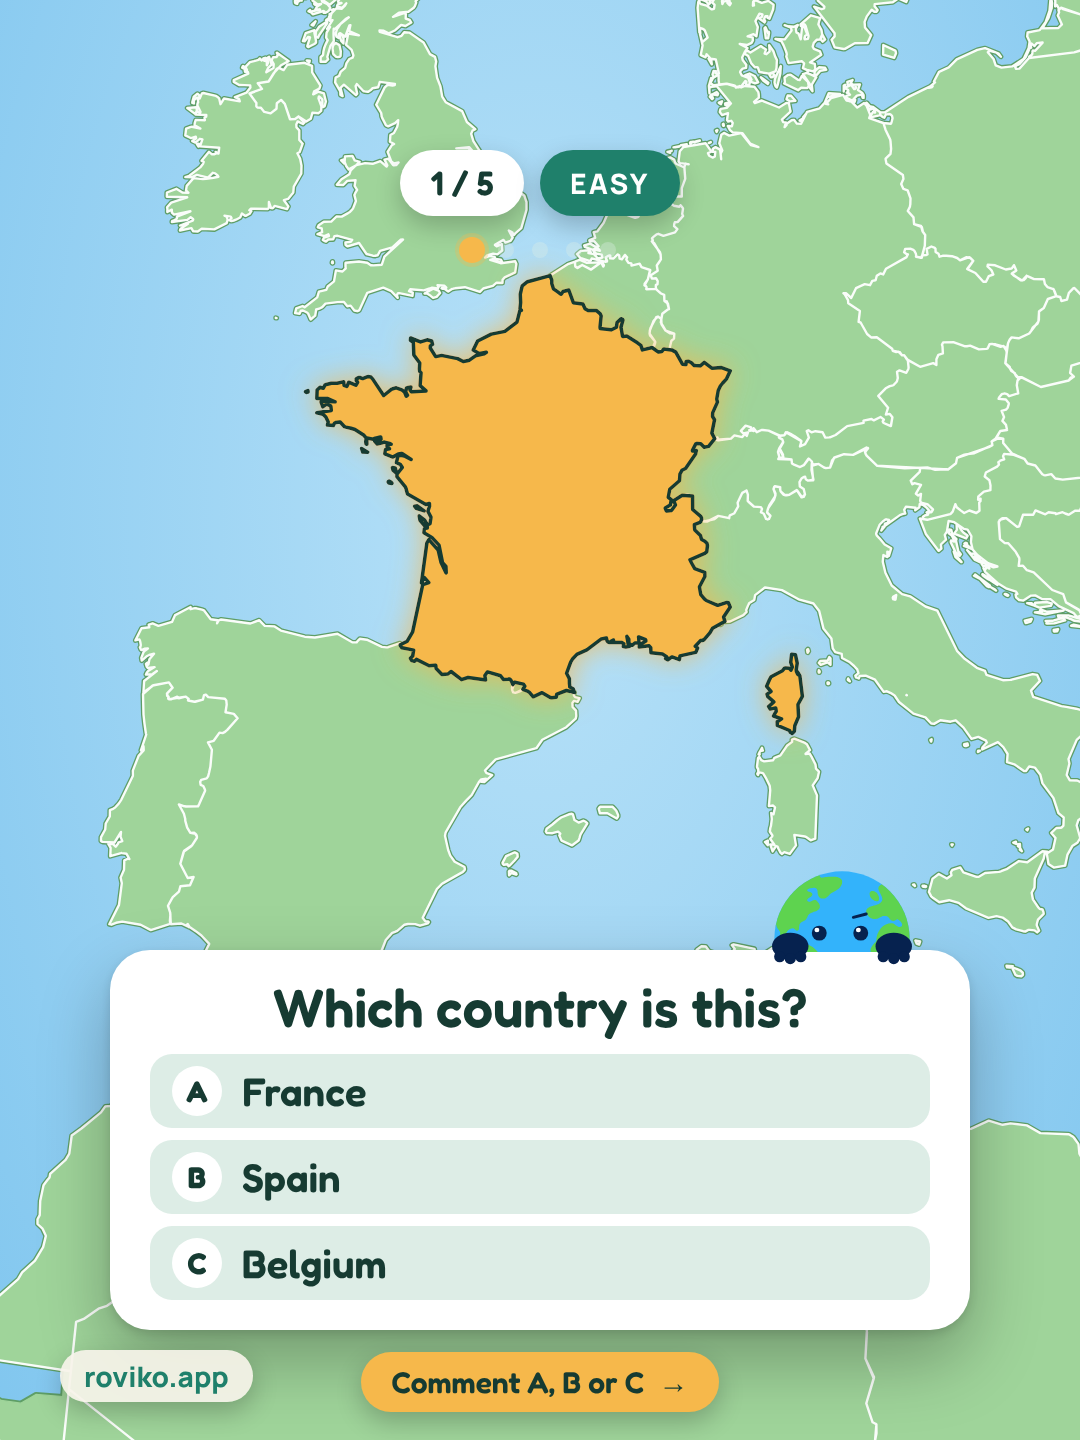 1 / 5
EASY
Which country is this?
A France
B Spain
C Belgium
roviko.app
Comment A, B or C →